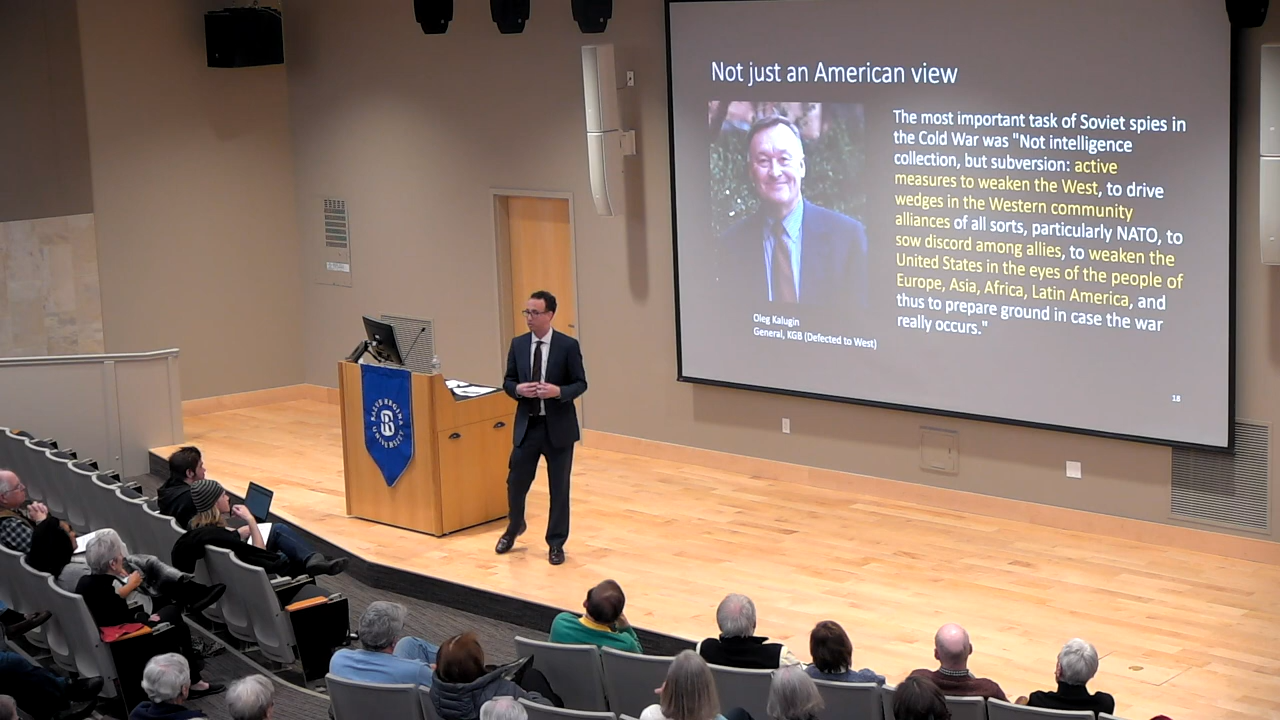 Not just an American view
The most important task of Soviet spies in
the Cold War was "Not intelligence
collection, but subversion: active
measures to weaken the West, to drive
wedges in the Western community
alliances of all sorts, particularly NATO, to
sow discord among allies, to weaken the
United States in the eyes of the people of
Europe, Asia, Africa, Latin America, and
thus to prepare ground in case the war
really occurs."
Oleg Kalugin
General, KGB (Defected to West)
18
SALVE REGINA
UNIVERSITY